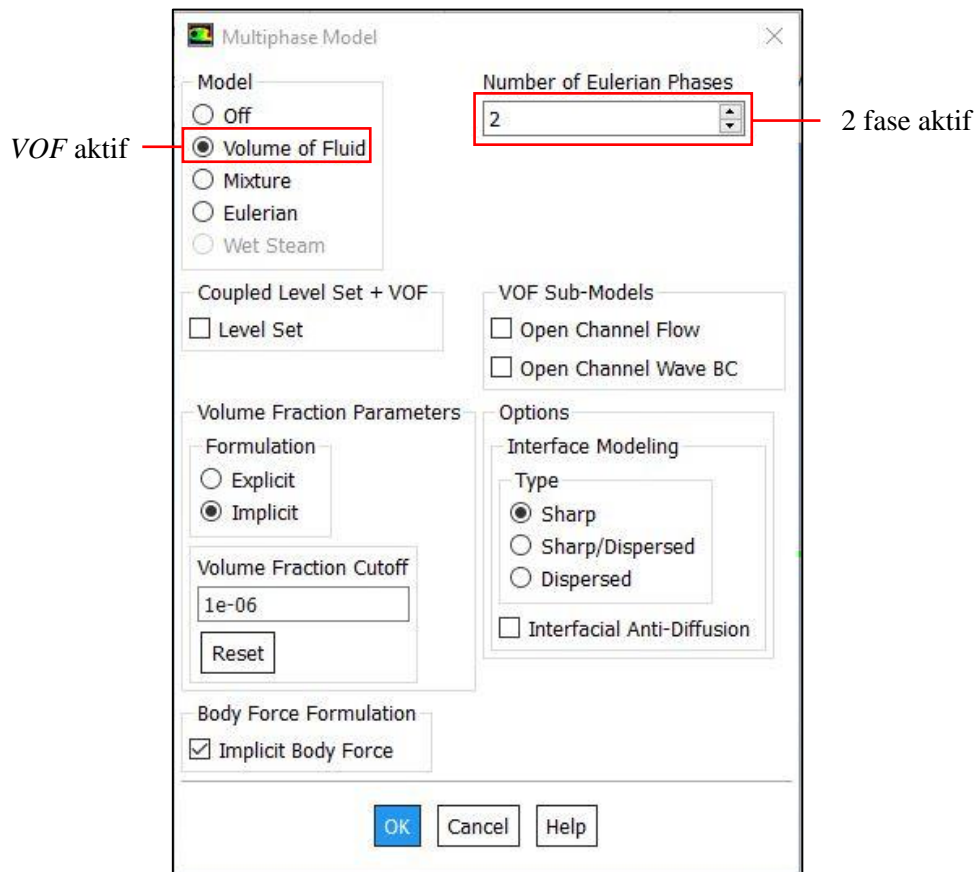 Multiphase Model
Model
Off
Volume of Fluid
Mixture
Eulerian
Wet Steam
Number of Eulerian Phases
2
VOF aktif
2 fase aktif
Coupled Level Set + VOF
Level Set
VOF Sub-Models
Open Channel Flow
Open Channel Wave BC
Volume Fraction Parameters
Formulation
Explicit
Implicit
Volume Fraction Cutoff
1e-06
Reset
Options
Interface Modeling
Type
Sharp
Sharp/Dispersed
Dispersed
Interfacial Anti-Diffusion
Body Force Formulation
Implicit Body Force
OK
Cancel
Help